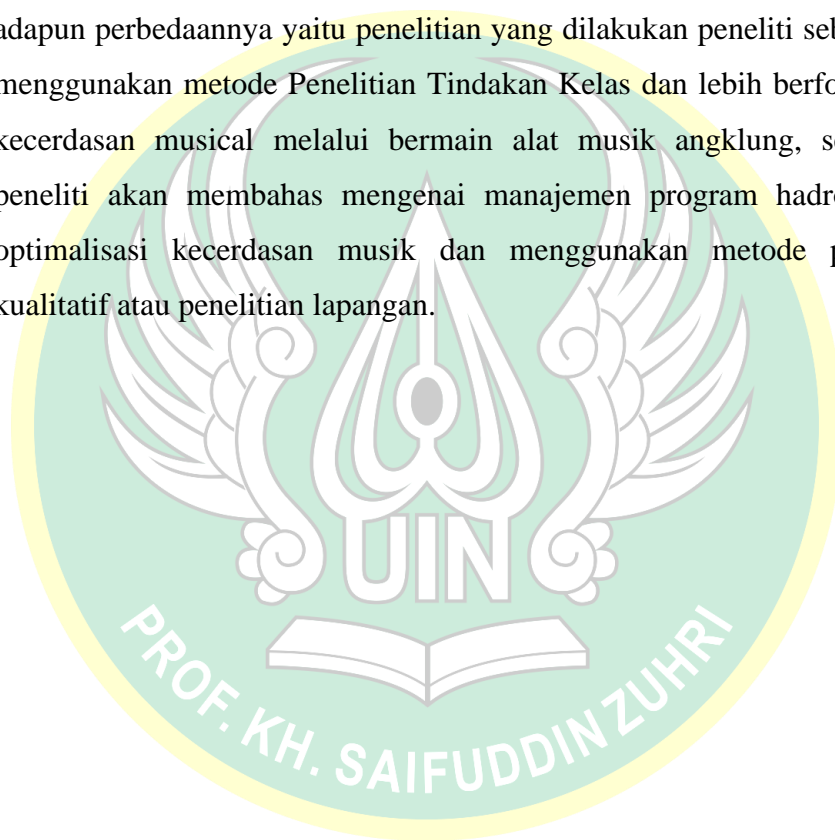 adapun perbedaannya yaitu penelitian yang dilakukan peneliti
menggunakan metode Penelitian Tindakan Kelas dan lebih
kecerdasan musical melalui bermain alat musik angklung,
peneliti akan membahas mengenai manajemen program
optimalisasi kecerdasan musik dan menggunakan metode
kualitatif atau penelitian lapangan.
UIN
PROF. KH. SAIFUDDIN ZUHRI